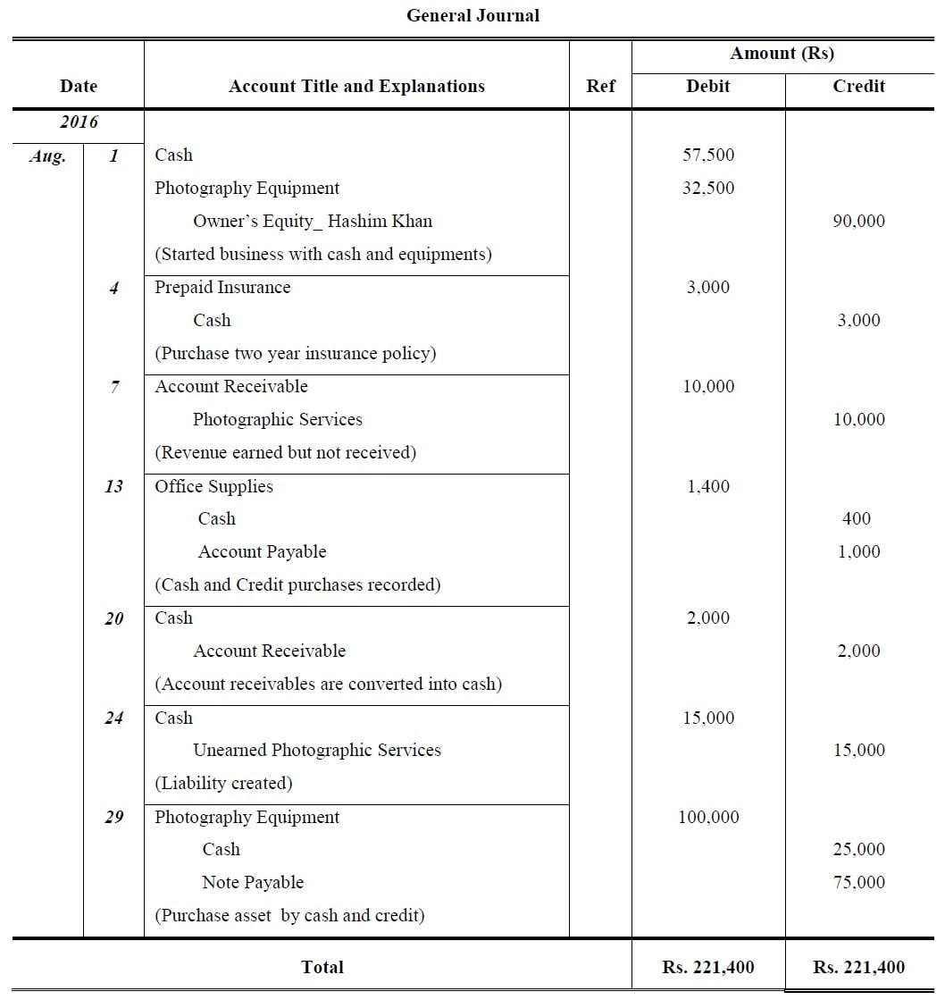 General Journal
Amount (Rs)
Date Account Title and Explanations Ref Debit Credit
2016
Aug. 1 Cash 57,500
Photography Equipment 32,500
Owner’s Equity_ Hashim Khan 90,000
(Started business with cash and equipments)
4 Prepaid Insurance 3,000
Cash 3,000
(Purchase two year insurance policy)
7 Account Receivable 10,000
Photographic Services 10,000
(Revenue earned but not received)
13 Office Supplies 1,400
Cash 400
Account Payable 1,000
(Cash and Credit purchases recorded)
20 Cash 2,000
Account Receivable 2,000
(Account receivables are converted into cash)
24 Cash 15,000
Unearned Photographic Services 15,000
(Liability created)
29 Photography Equipment 100,000
Cash 25,000
Note Payable 75,000
(Purchase asset by cash and credit)
Total Rs. 221,400 Rs. 221,400